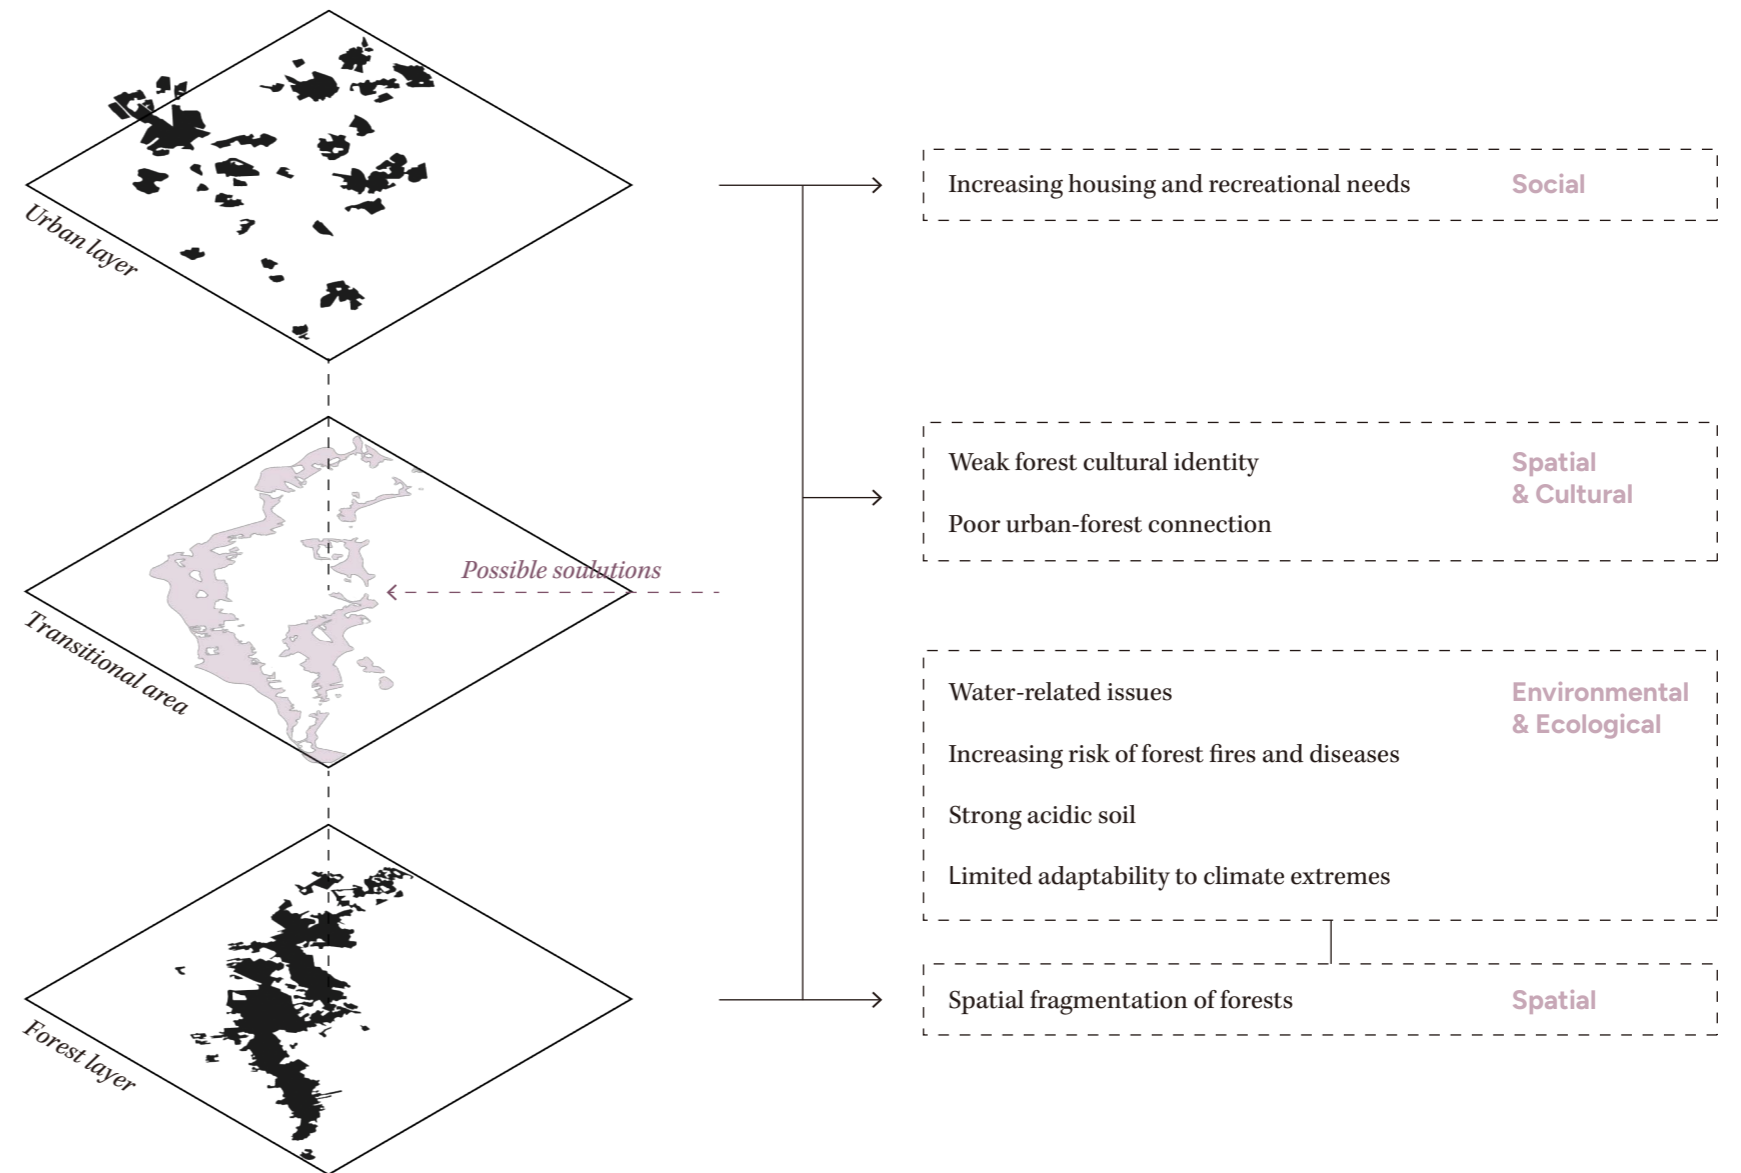 Urban layer
Increasing housing and recreational needs
Social
Transitional area
Possible soulutions
Weak forest cultural identity
Poor urban-forest connection
Spatial
& Cultural
Water-related issues
Increasing risk of forest fires and diseases
Strong acidic soil
Limited adaptability to climate extremes
Environmental
& Ecological
Forest layer
Spatial fragmentation of forests
Spatial